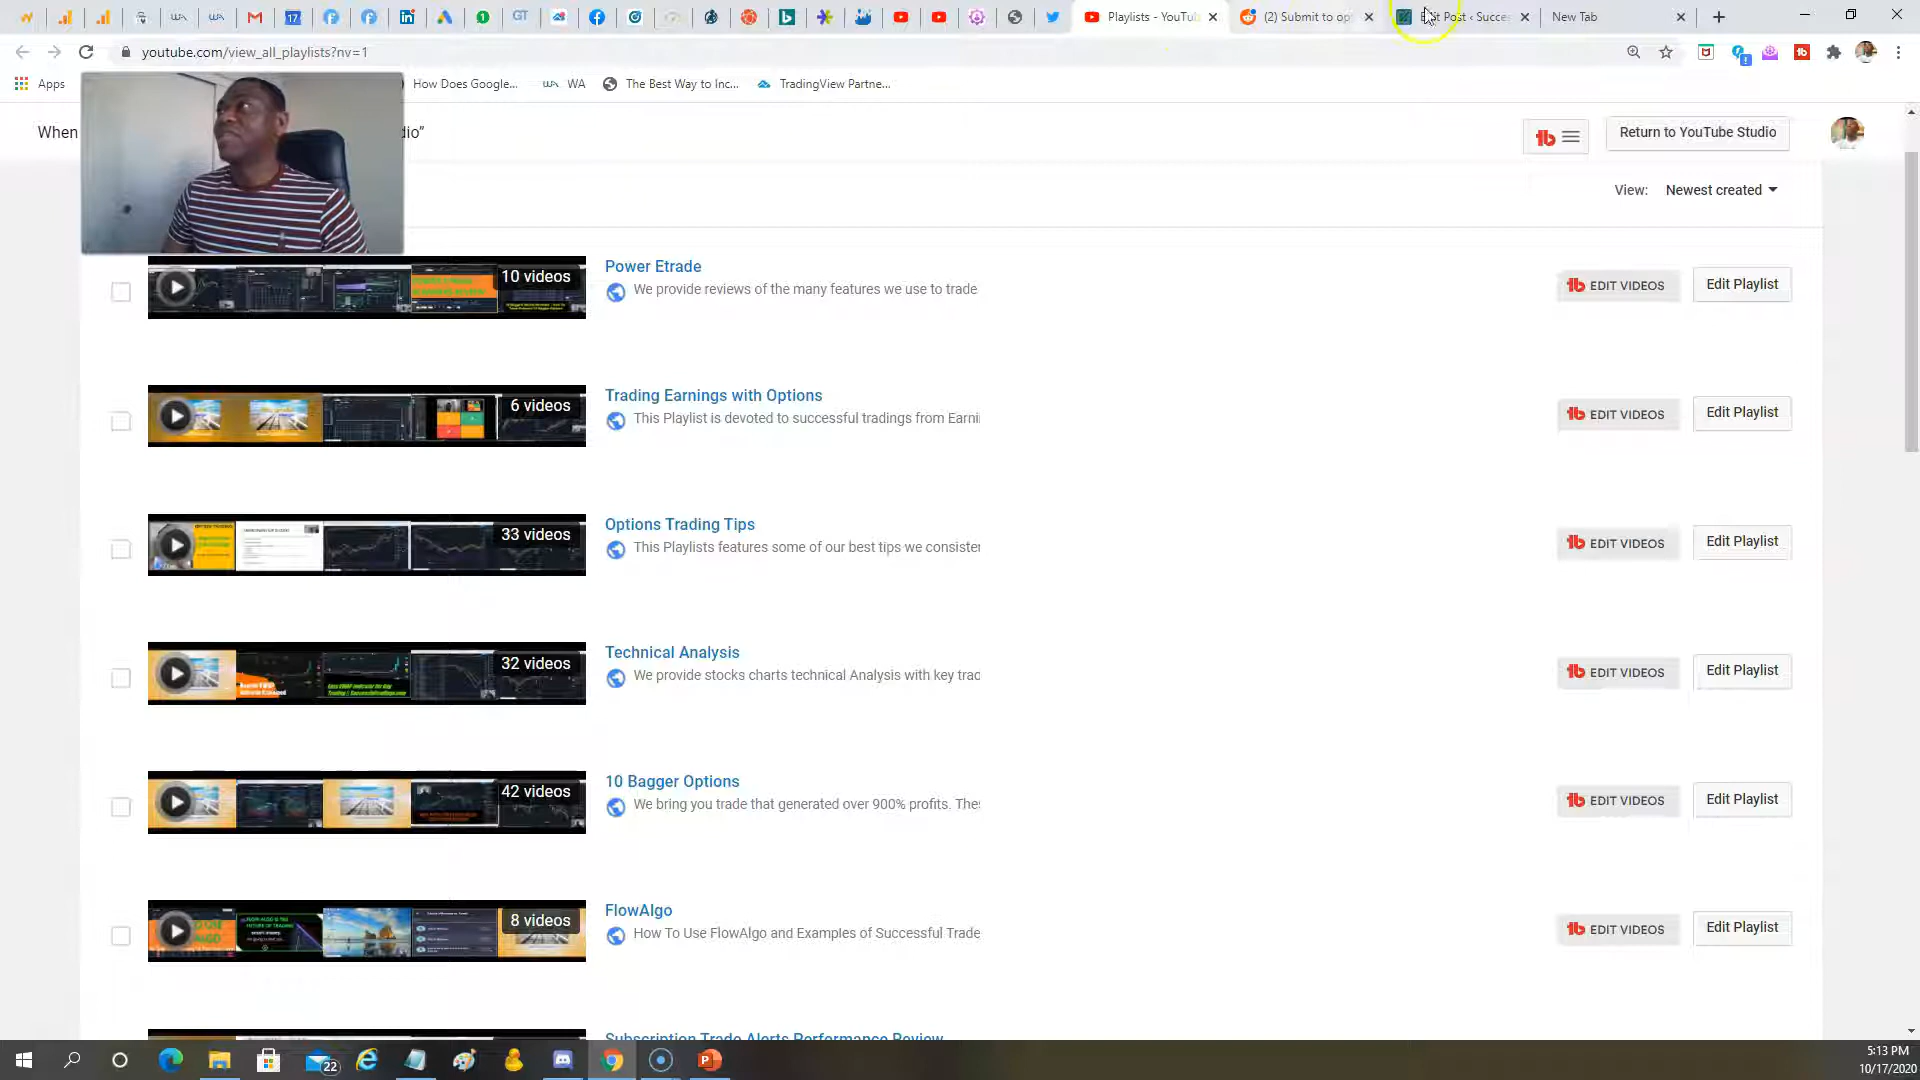 Playlists - YouTu
(2) Submit to op
Edit Post ‹ Succes
New Tab
youtube.com/view_all_playlists?nv=1
Apps
How Does Google...
WA
The Best Way to Inc...
TradingView Partne...
When
dio”
Return to YouTube Studio
View: Newest created
10 videos
Power Etrade
We provide reviews of the many features we use to trade
EDIT VIDEOS
Edit Playlist
6 videos
Trading Earnings with Options
This Playlist is devoted to successful tradings from Earni
EDIT VIDEOS
Edit Playlist
33 videos
Options Trading Tips
This Playlists features some of our best tips we consister
EDIT VIDEOS
Edit Playlist
32 videos
Technical Analysis
We provide stocks charts technical Analysis with key trad
EDIT VIDEOS
Edit Playlist
42 videos
10 Bagger Options
We bring you trade that generated over 900% profits. Thes
EDIT VIDEOS
Edit Playlist
8 videos
FlowAlgo
How To Use FlowAlgo and Examples of Successful Trade
EDIT VIDEOS
Edit Playlist
Subscription Trade Alerts Performance Review
22
5:13 PM
10/17/2020